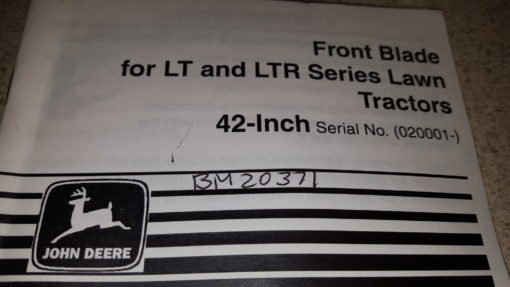 Front Blade
for LT and LTR Series Lawn
Tractors
42-Inch Serial No. (020001-)
BM20371
JOHN DEERE